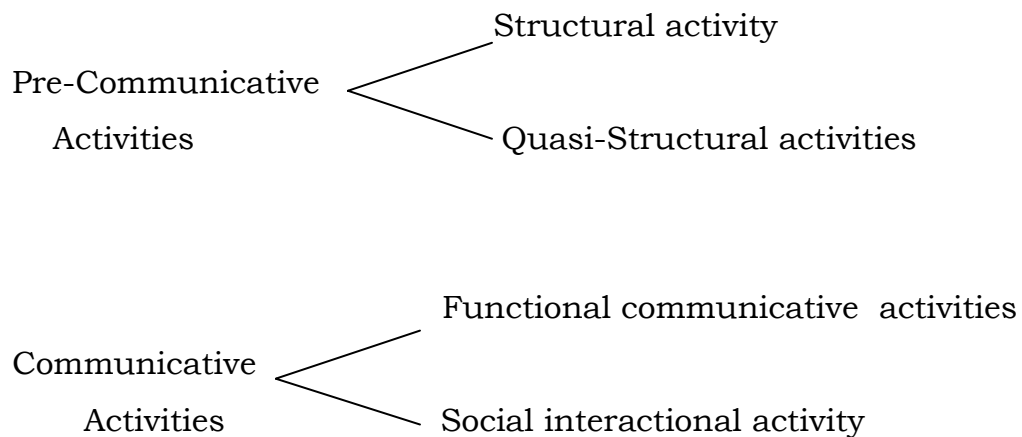 Structural activity
Pre-Communicative
Activities
Quasi-Structural activities
Functional communicative activities
Communicative
Activities
Social interactional activity